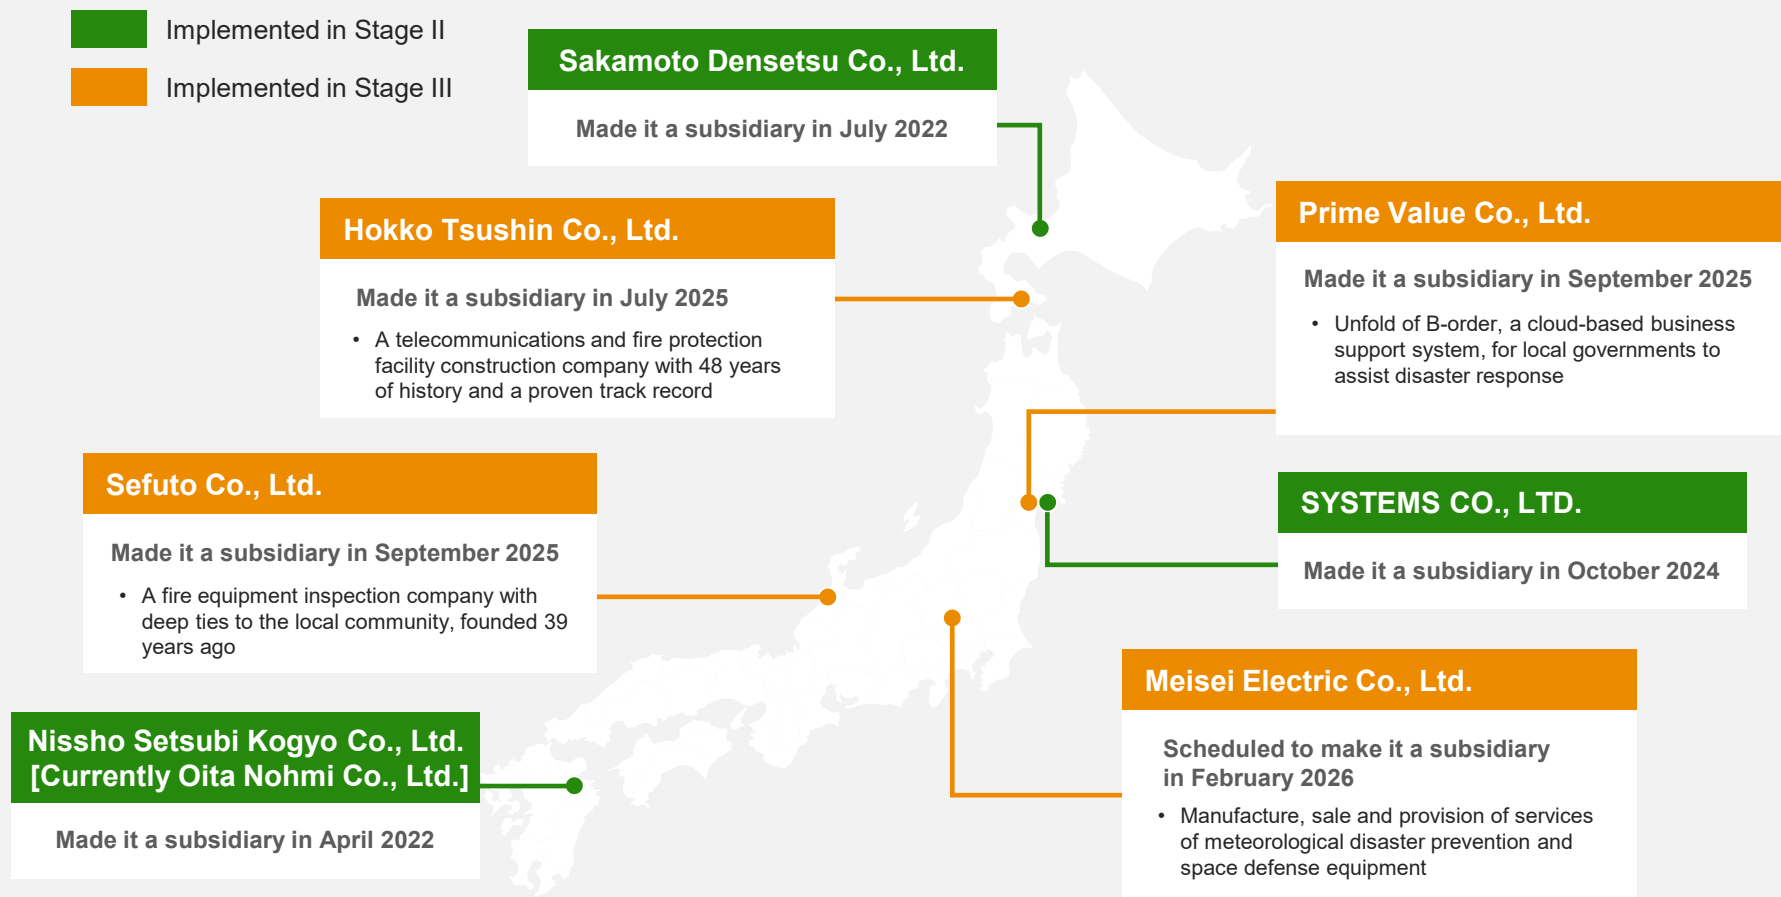 Implemented in Stage II
Implemented in Stage III
Sakamoto Densetsu Co., Ltd.
Made it a subsidiary in July 2022
Hokko Tsushin Co., Ltd.
Made it a subsidiary in July 2025
• A telecommunications and fire protection
facility construction company with 48 years
of history and a proven track record
Prime Value Co., Ltd.
Made it a subsidiary in September 2025
• Unfold of B-order, a cloud-based business
support system, for local governments to
assist disaster response
Sefuto Co., Ltd.
Made it a subsidiary in September 2025
• A fire equipment inspection company with
deep ties to the local community, founded 39
years ago
SYSTEMS CO., LTD.
Made it a subsidiary in October 2024
Meisei Electric Co., Ltd.
Scheduled to make it a subsidiary
in February 2026
• Manufacture, sale and provision of services
of meteorological disaster prevention and
space defense equipment
Nissho Setsubi Kogyo Co., Ltd.
[Currently Oita Nohmi Co., Ltd.]
Made it a subsidiary in April 2022